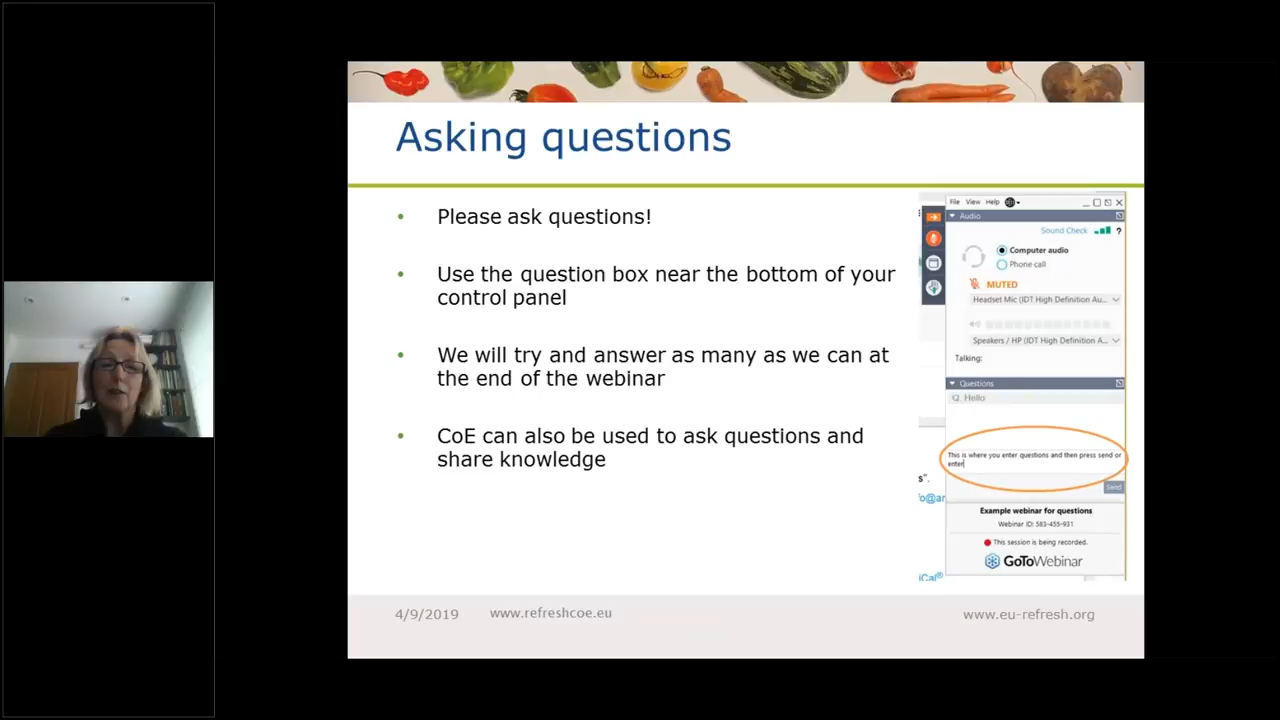 Asking questions
Please ask questions!
Use the question box near the bottom of your
control panel
We will try and answer as many as we can at
the end of the webinar
CoE can also be used to ask questions and
share knowledge
File View Help
Audio
Sound Check ?
Computer audio
Phone call
MUTED
Headset Mic (IDT High Definition Au...
Speakers / HP (IDT High Definition A...
Talking:
Questions
Q. Hello
This is where you enter questions and then press send or
enter
Send
s".
fo@ar
Example webinar for questions
Webinar ID: 583-455-931
This session is being recorded.
GoToWebinar
iCal®
4/9/2019
www.refreshcoe.eu
www.eu-refresh.org